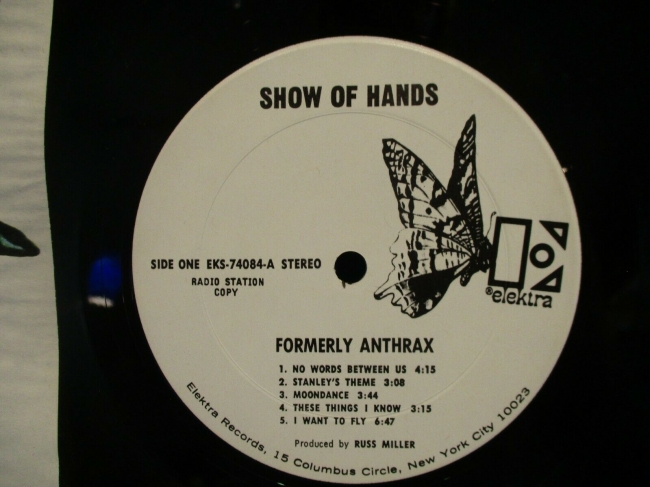 SHOW OF HANDS
SIDE ONE EKS-74084-A STEREO
RADIO STATION
COPY
®elektra
FORMERLY ANTHRAX
1. NO WORDS BETWEEN US 4:15
2. STANLEY'S THEME 3:08
3. MOONDANCE 3:44
4. THESE THINGS I KNOW 3:15
5. I WANT TO FLY 6:47
Produced by RUSS MILLER
Elektra Records, 15 Columbus Circle, New York City 10023